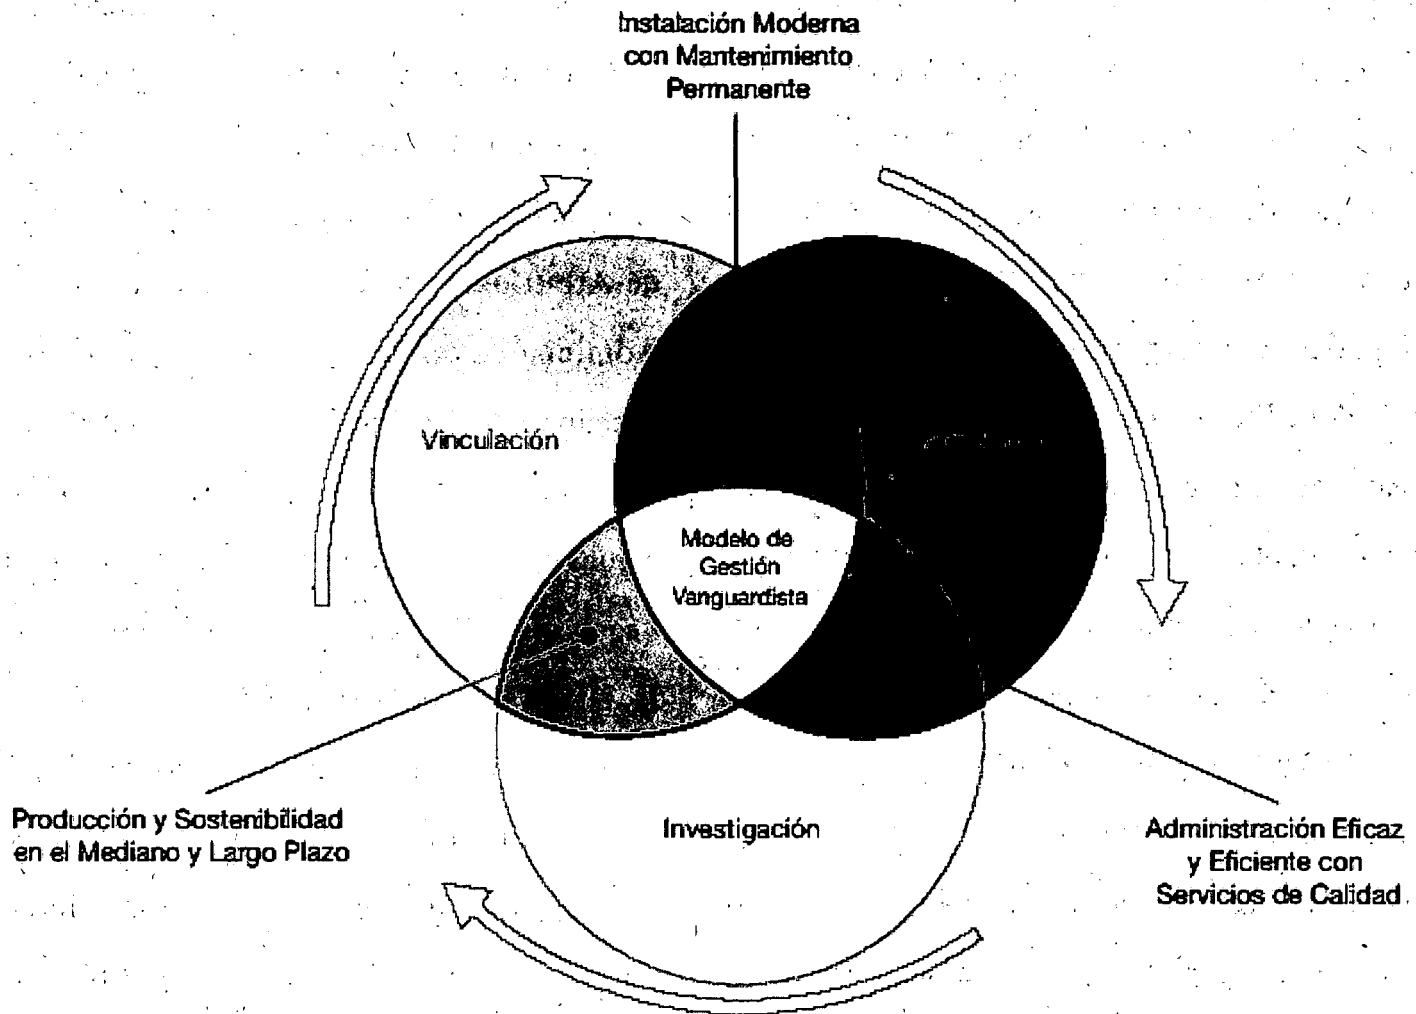 Instalación Moderna
con Mantenimiento
Permanente
Vinculación
Modelo de
Gestión
Vanguardista
Producción y Sostenibilidad
en el Mediano y Largo Plazo
Investigación
Administración Eficaz
y Eficiente con
Servicios de Calidad